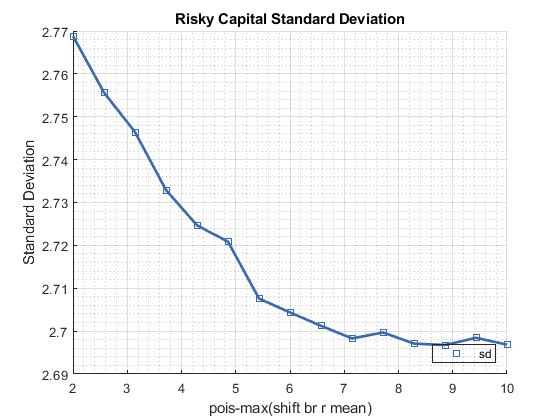 Risky Capital Standard Deviation
2.77
2.76
2.75
2.74
2.73
2.72
2.71
2.7
2.69
Standard Deviation
sd
2 3 4 5 6 7 8 9 10
pois-max(shift br r mean)